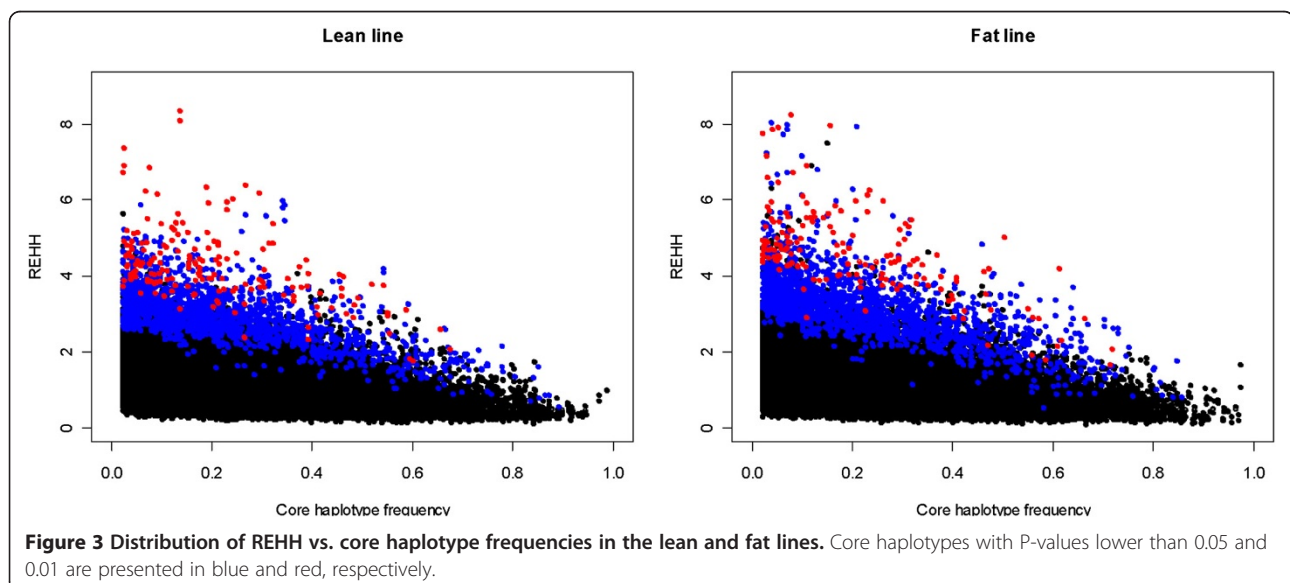 Lean line
Fat line
REHH
8
6
4
2
0
0.0 0.2 0.4 0.6 0.8 1.0
Core haplotype frequency
REHH
8
6
4
2
0
0.0 0.2 0.4 0.6 0.8 1.0
Core haplotype frequency
Figure 3 Distribution of REHH vs. core haplotype frequencies in the lean and fat lines. Core haplotypes with P-values lower than 0.05 and
0.01 are presented in blue and red, respectively.